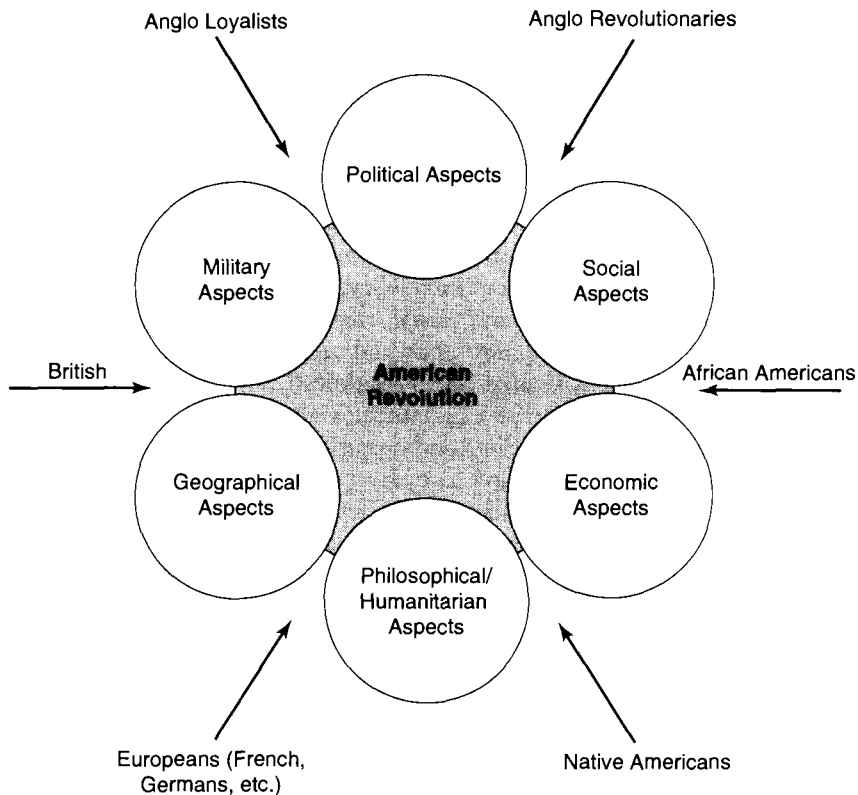 Anglo Loyalists
Anglo Revolutionaries
Political Aspects
Military
Aspects
Social
Aspects
British
American
Revolution
African Americans
Geographical
Aspects
Economic
Aspects
Philosophical/
Humanitarian
Aspects
Europeans (French,
Germans, etc.)
Native Americans